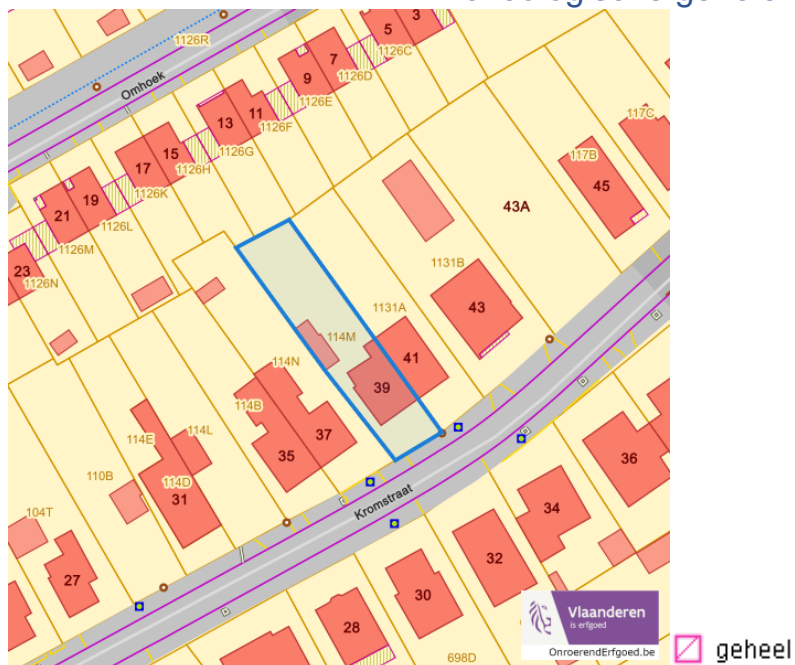 1126R
5
3
1126C
7
1126D
9
Omhoek
1126E
11
13
1126F
117C
15
1126G
17
117B
1126H
45
19
1126K
43A
21
1126L
1126M
23
1131B
1126N
1131A
43
114M
41
114N
39
114B
37
114L
114E
35
36
110B
114D
31
Kromstraat
34
104T
32
27
30
28
Vlaanderen
is erfgoed
OnroerendErfgoed.be
geheel
698D